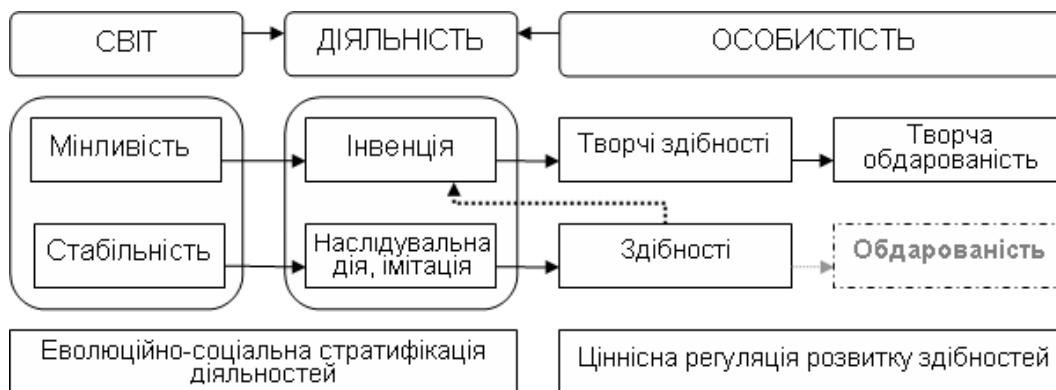 СВІТ
ДІЯЛЬНІСТЬ
ОСОБИСТІСТЬ
Мінливість
Інвенція
Творчі здібності
Творча
обдарованість
Стабільність
Наслідувальна
дія, імітація
Здібності
Обдарованість
Еволюційно-соціальна стратифікація
діяльностей
Ціннісна регуляція розвитку здібностей